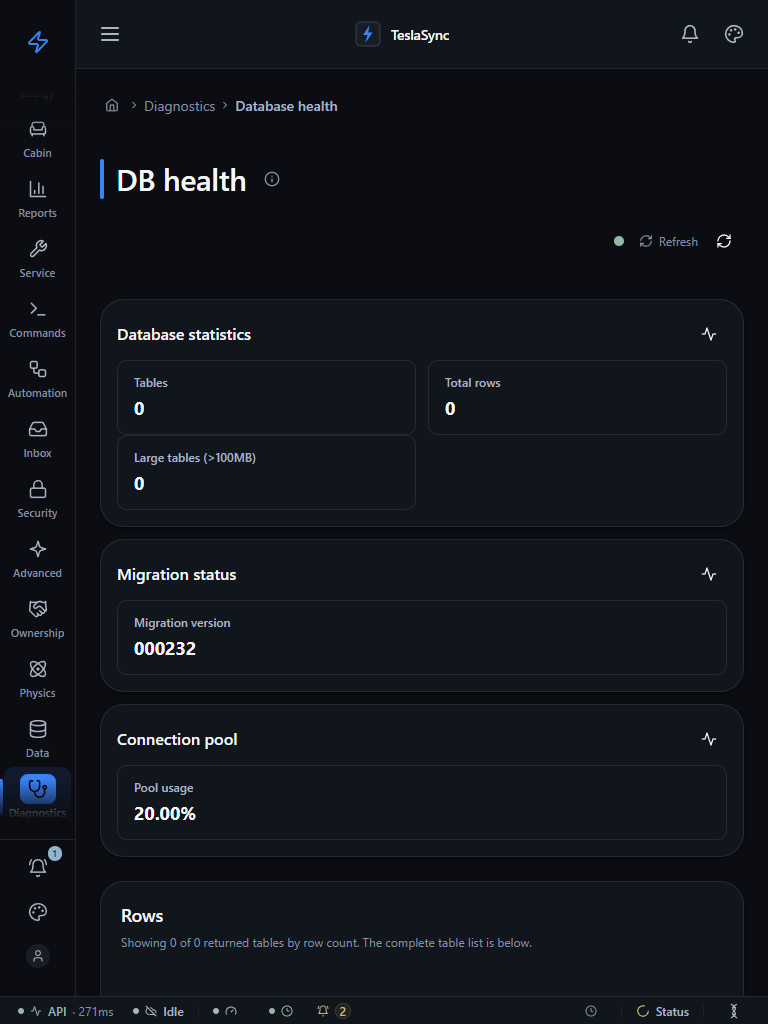 TeslaSync
Energy
Diagnostics
Database health
Cabin
Reports
Service
Commands
Automation
Inbox
Security
Advanced
Ownership
Physics
Data
Diagnostics
1
DB health
Refresh
Database statistics
Tables
0
Total rows
0
Large tables (>100MB)
0
Migration status
Migration version
000232
Connection pool
Pool usage
20.00%
Rows
Showing 0 of 0 returned tables by row count. The complete table list is below.
API · 271ms
Idle
2
Status